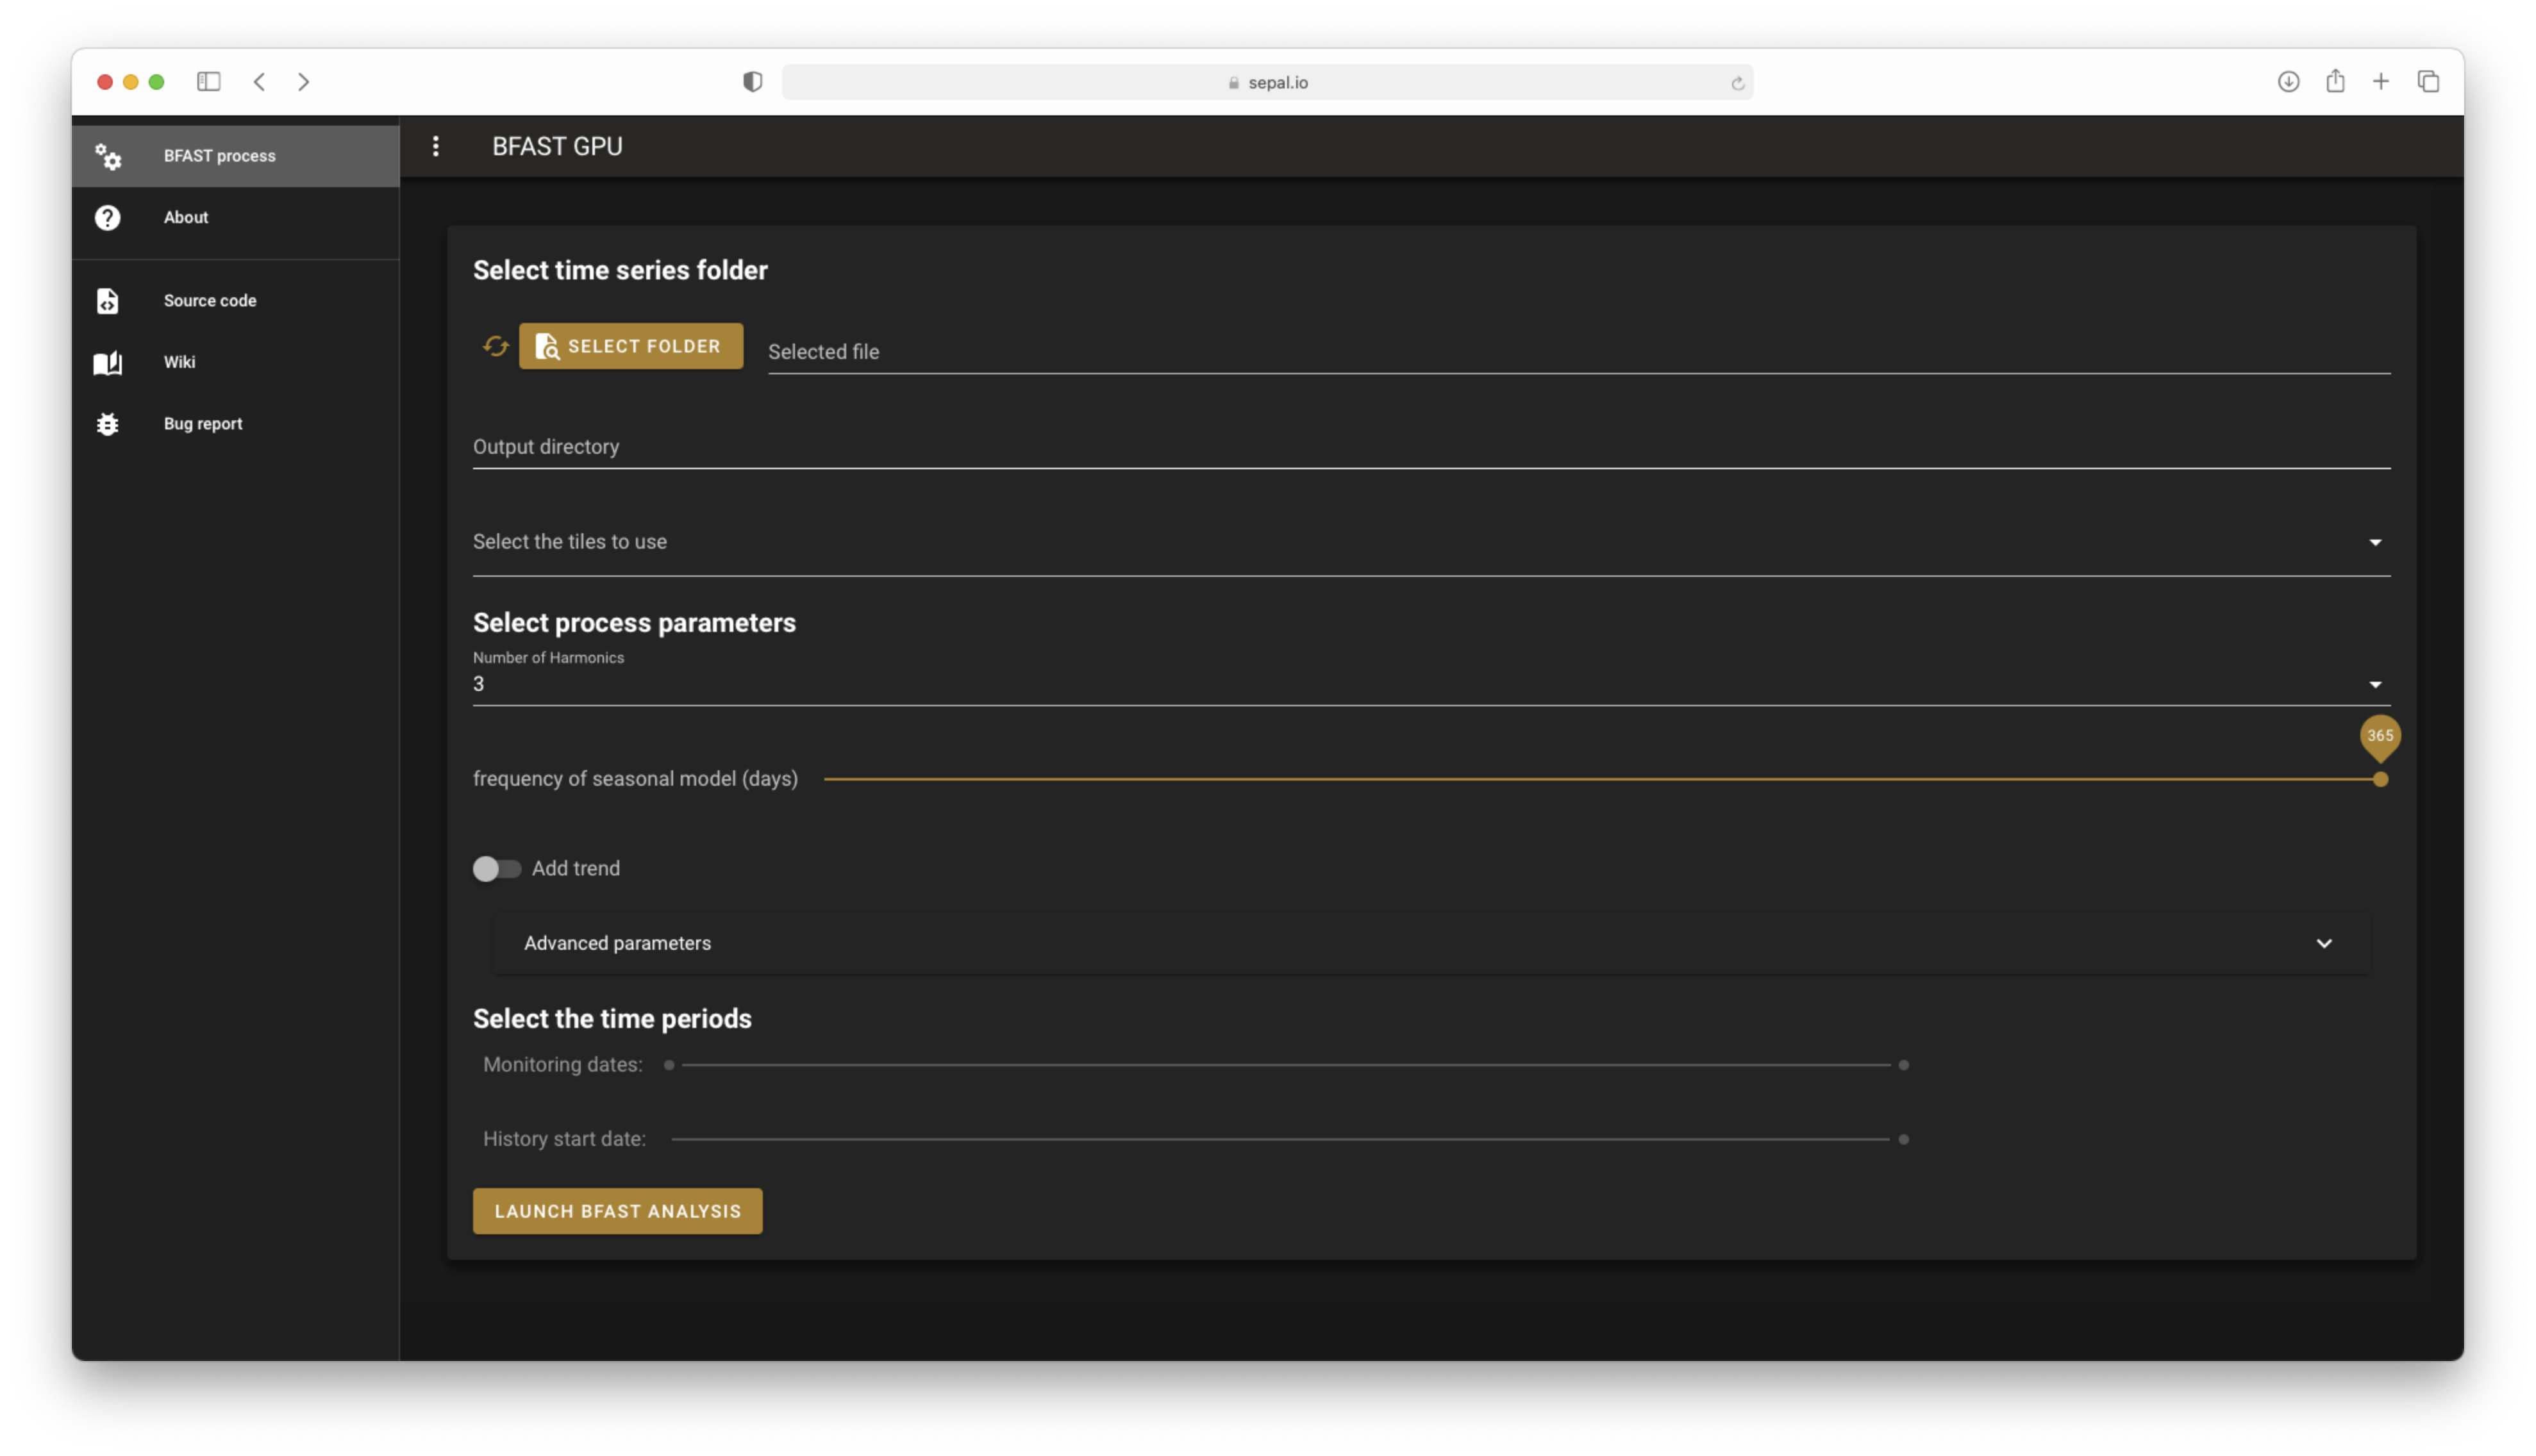 sepal.io
BFAST process
About
Source code
Wiki
Bug report
BFAST GPU
Select time series folder
SELECT FOLDER
Selected file
Output directory
Select the tiles to use
Select process parameters
Number of Harmonics
3
365
frequency of seasonal model (days)
Add trend
Advanced parameters
Select the time periods
Monitoring dates:
History start date:
LAUNCH BFAST ANALYSIS